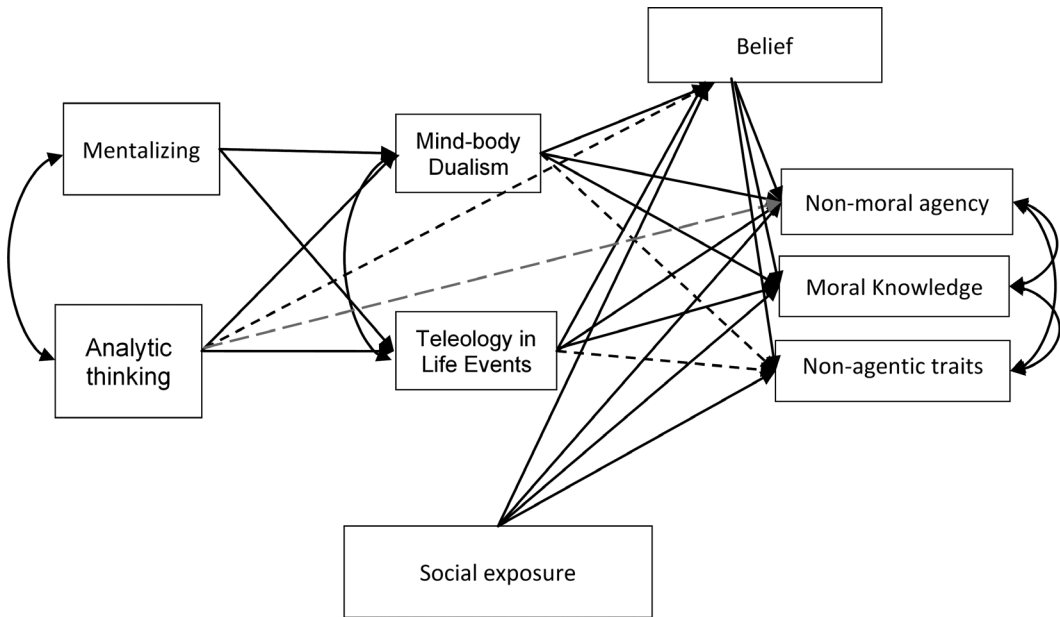 Belief
Mentalizing
Mind-body
Dualism
Non-moral agency
Moral Knowledge
Analytic
thinking
Teleology in
Life Events
Non-agentic traits
Social exposure